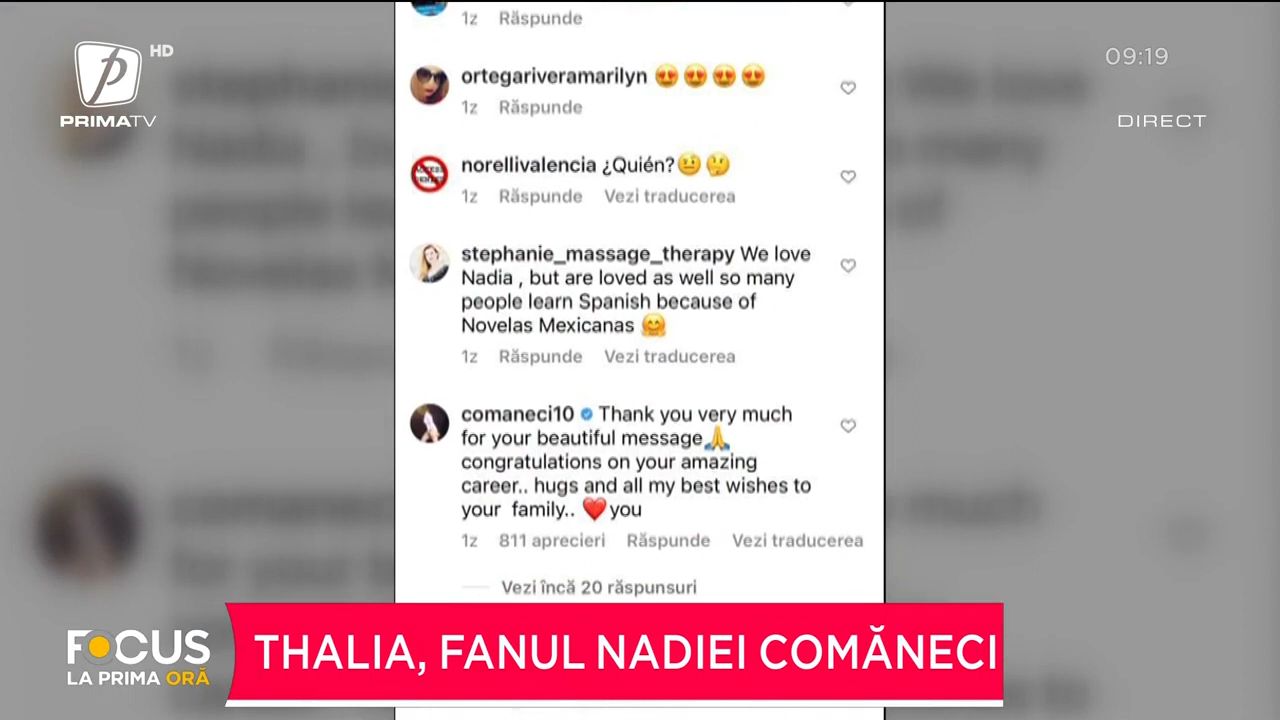 1z Răspunde
ortegariveramarilyn 😍😍😍😍
1z Răspunde
norellivalencia ¿Quién?🤨🤔
1z Răspunde Vezi traducerea
stephanie_massage_therapy We love
Nadia , but are loved as well so many
people learn Spanish because of
Novelas Mexicanas 🤗
1z Răspunde Vezi traducerea
comaneci10 Thank you very much
for your beautiful message🙏
congratulations on your amazing
career.. hugs and all my best wishes to
your family.. ❤️you
1z 811 aprecieri Răspunde Vezi traducerea
Vezi încă 20 răspunsuri
HD
PRIMATV
09:19
DIRECT
FOCUS
LA PRIMA ORĂ
THALIA, FANUL NADIEI COMĂNECI